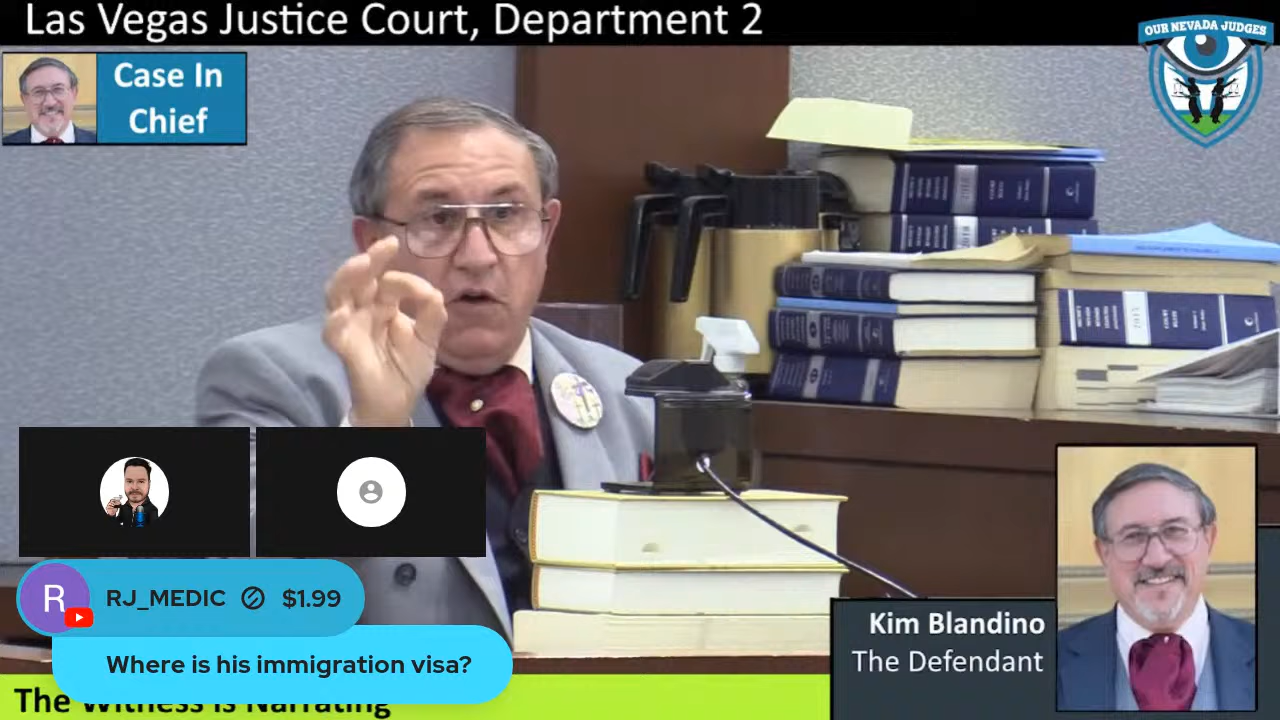 Las Vegas Justice Court, Department 2
OUR NEVADA JUDGES
Case In
Chief
R
RJ_MEDIC $1.99
Where is his immigration visa?
The Witness is Narrating
Kim Blandino
The Defendant